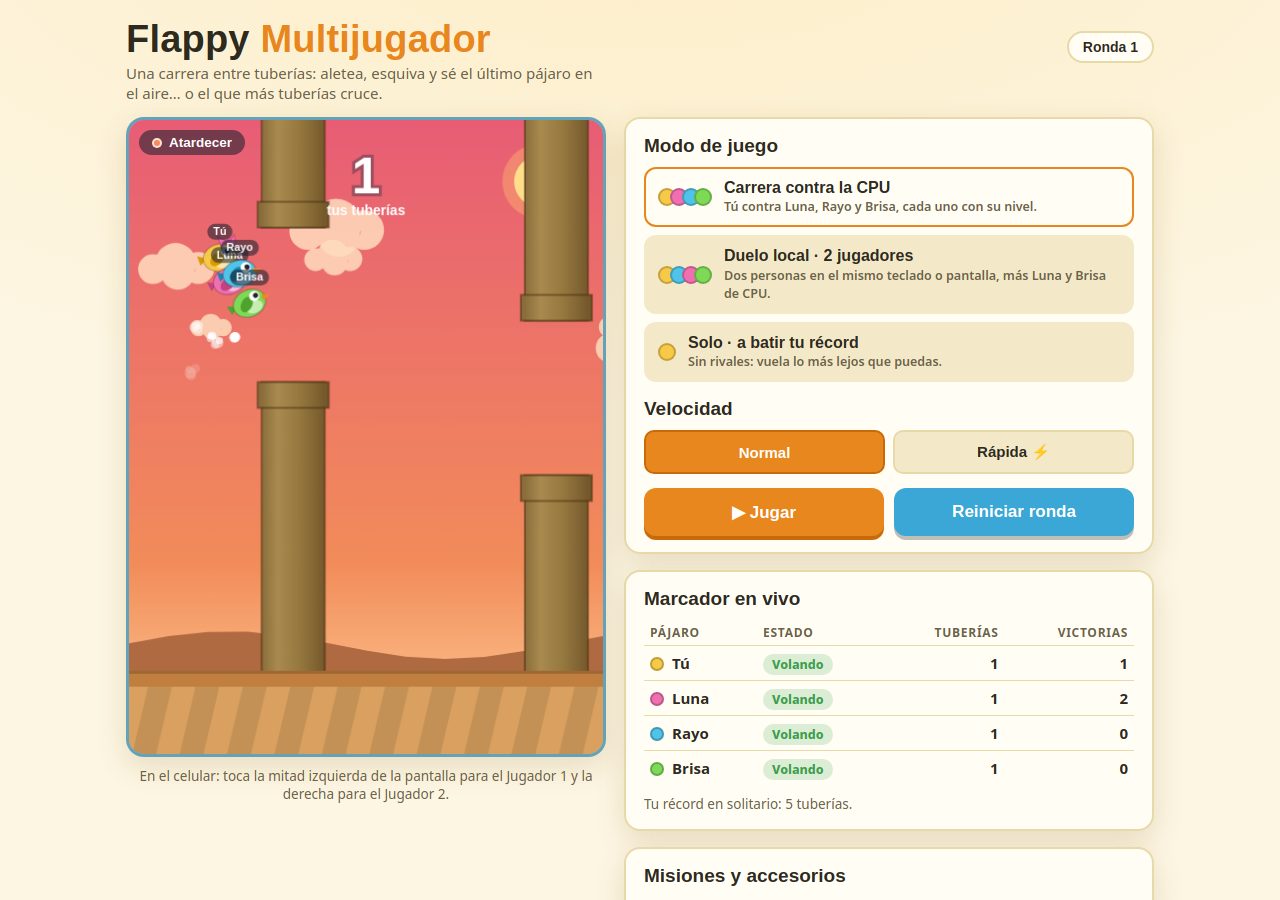 Flappy Multijugador
Una carrera entre tuberías: aletea, esquiva y sé el último pájaro en
el aire... o el que más tuberías cruce.
Ronda 1
Atardecer
1
tus tuberías
Tú
Rayo
Luna
Brisa
En el celular: toca la mitad izquierda de la pantalla para el Jugador 1 y la
derecha para el Jugador 2.
Modo de juego
Carrera contra la CPU
Tú contra Luna, Rayo y Brisa, cada uno con su nivel.
Duelo local · 2 jugadores
Dos personas en el mismo teclado o pantalla, más Luna y Brisa
de CPU.
Solo · a batir tu récord
Sin rivales: vuela lo más lejos que puedas.
Velocidad
Normal
Rápida ⚡
▶ Jugar
Reiniciar ronda
Marcador en vivo
PÁJARO ESTADO TUBERÍAS VICTORIAS
Tú Volando 1 1
Luna Volando 1 2
Rayo Volando 1 0
Brisa Volando 1 0
Tu récord en solitario: 5 tuberías.
Misiones y accesorios